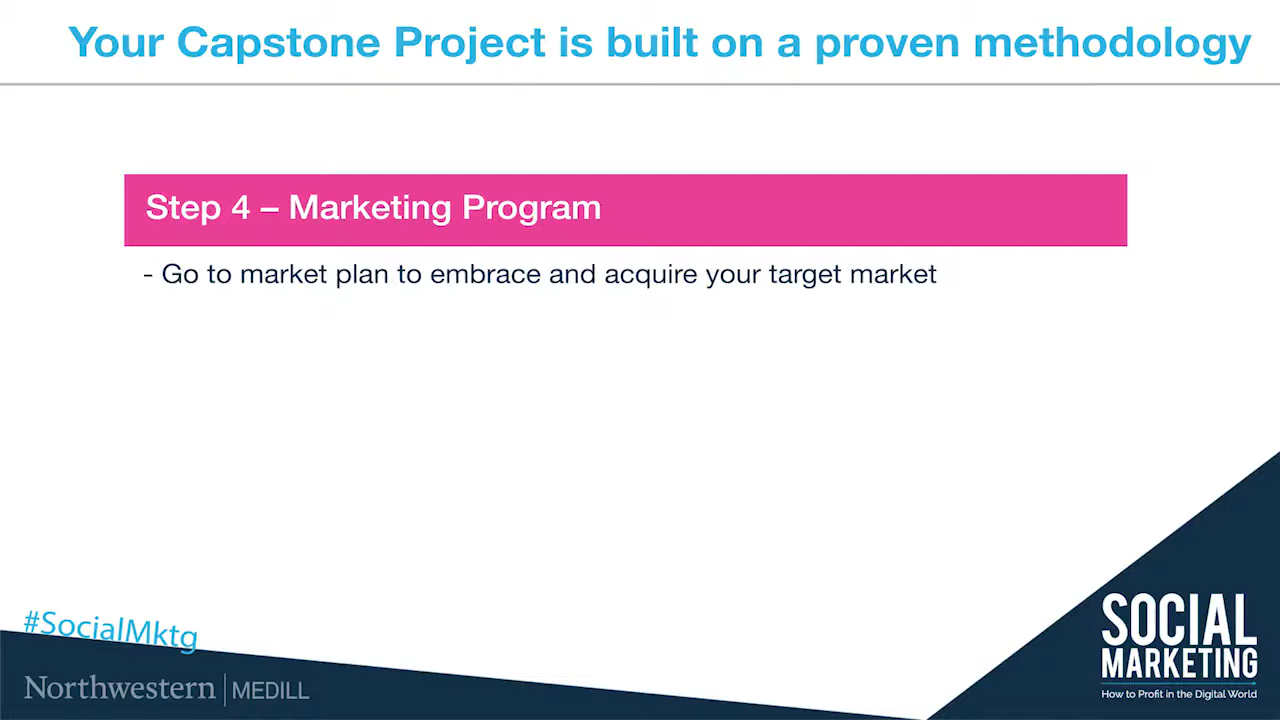 Your Capstone Project is built on a proven methodology
Step 4 – Marketing Program
- Go to market plan to embrace and acquire your target market
#SocialMktg
Northwestern | MEDILL
SOCIAL
MARKETING
How to Profit in the Digital World